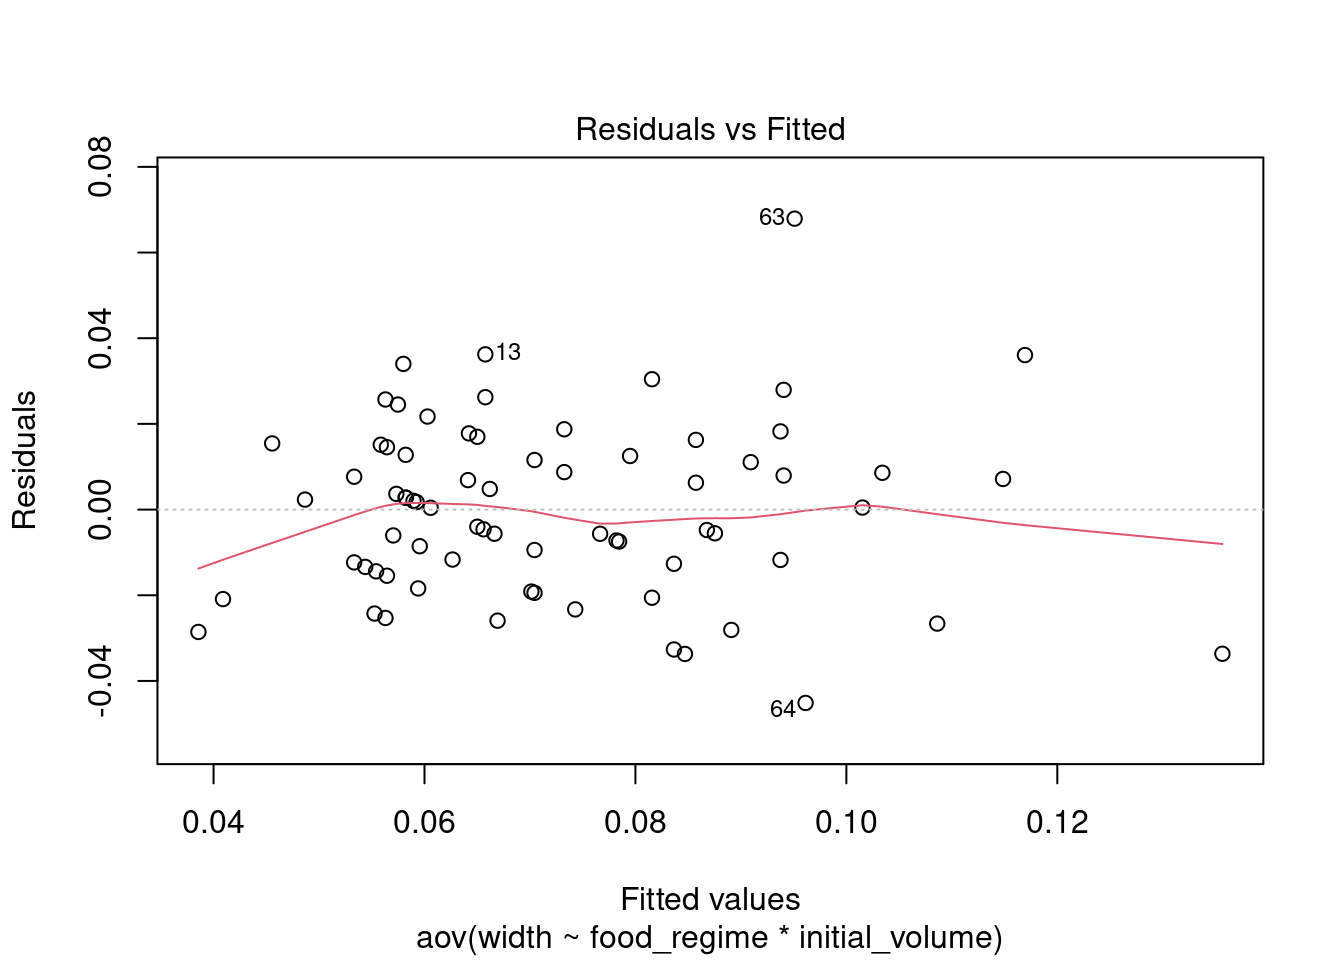 Residuals vs Fitted
0.08
0.04
0.00
-0.04
Residuals
63
13
64
0.04 0.06 0.08 0.10 0.12
Fitted values
aov(width ~ food_regime * initial_volume)